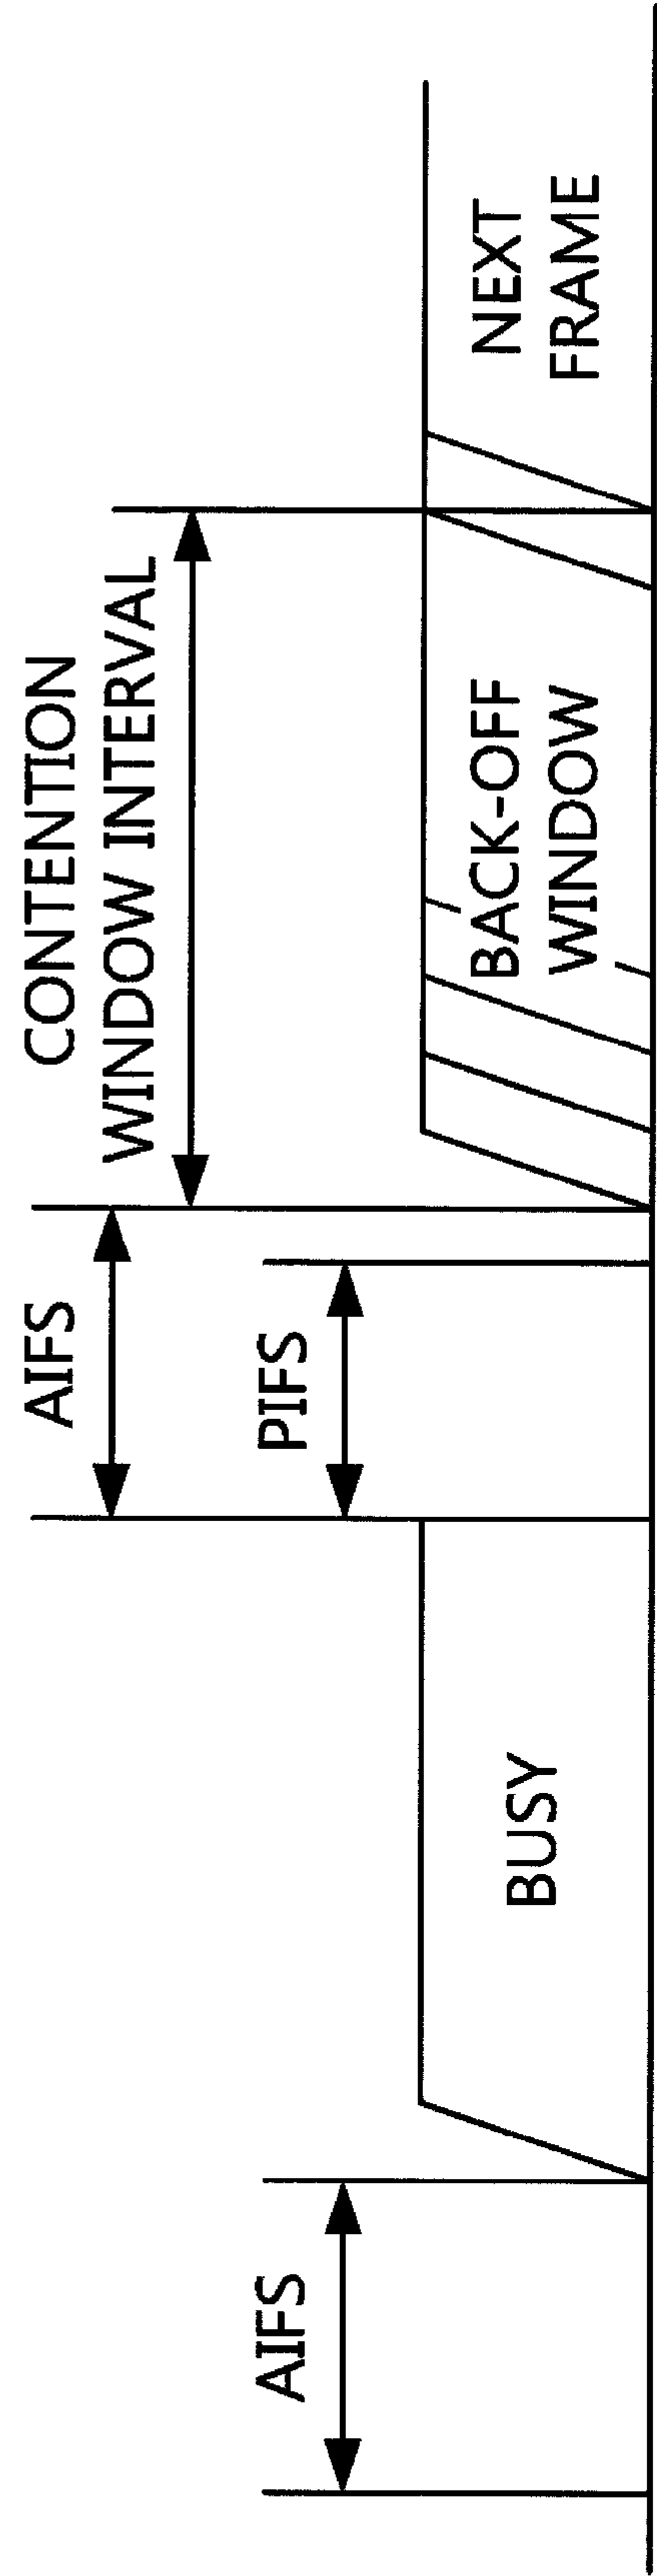 AIFS
BUSY
AIFS
PIFS
CONTENTION
WINDOW INTERVAL
BACK-OFF
WINDOW
NEXT
FRAME